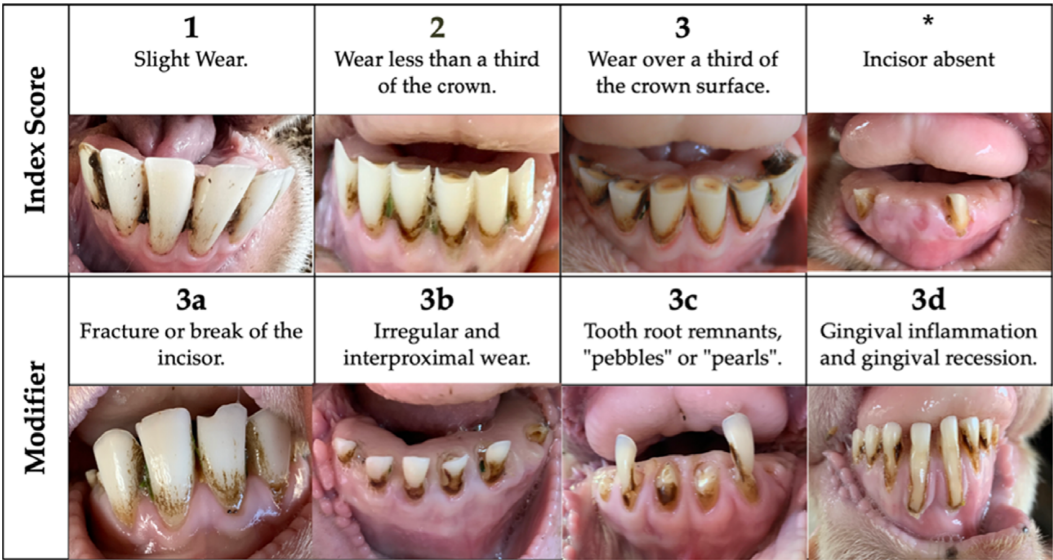 Index Score
1
Slight Wear.
2
Wear less than a third
of the crown.
3
Wear over a third of
the crown surface.
*
Incisor absent
Modifier
3a
Fracture or break of the
incisor.
3b
Irregular and
interproximal wear.
3c
Tooth root remnants,
"pebbles" or "pearls".
3d
Gingival inflammation
and gingival recession.